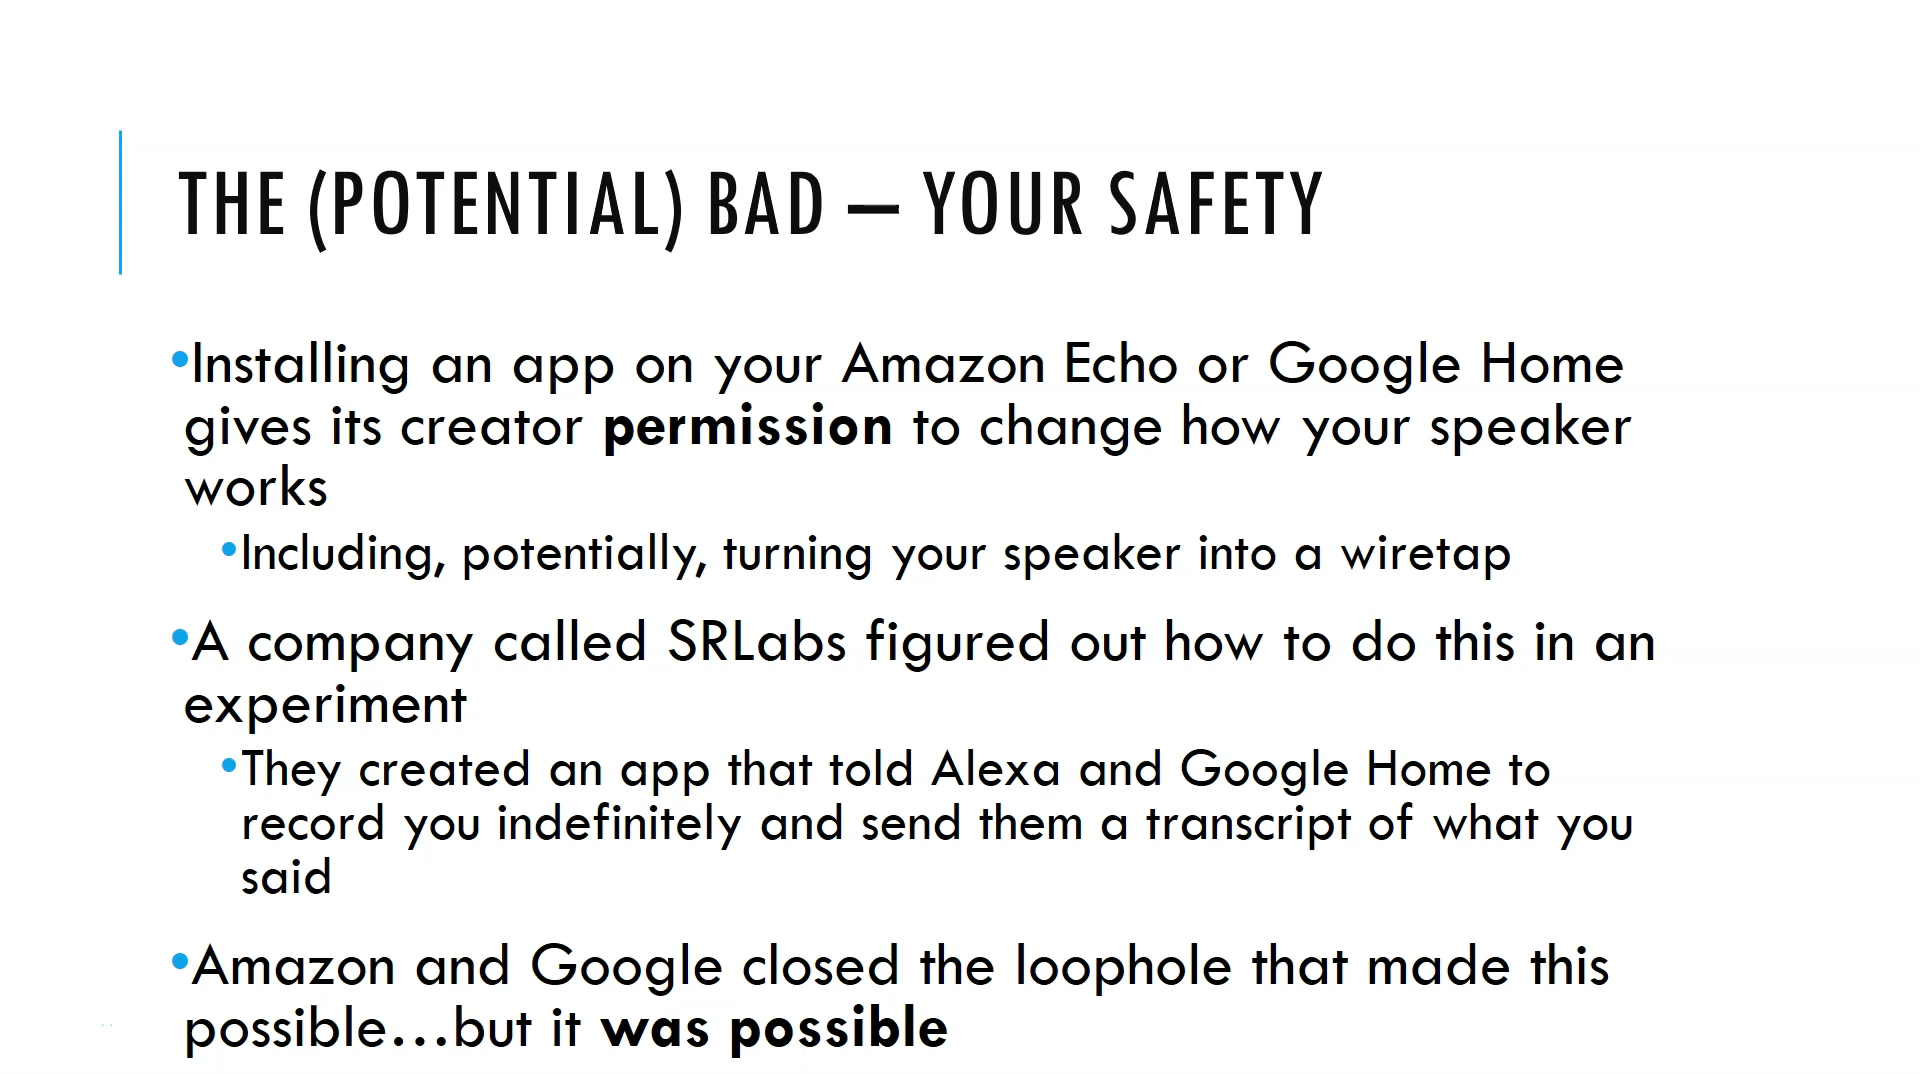 THE (POTENTIAL) BAD — YOUR SAFETY
•Installing an app on your Amazon Echo or Google Home
gives its creator permission to change how your speaker
works
•Including, potentially, turning your speaker into a wiretap
•A company called SRLabs figured out how to do this in an
experiment
•They created an app that told Alexa and Google Home to
record you indefinitely and send them a transcript of what you
said
•Amazon and Google closed the loophole that made this
possible…but it was possible